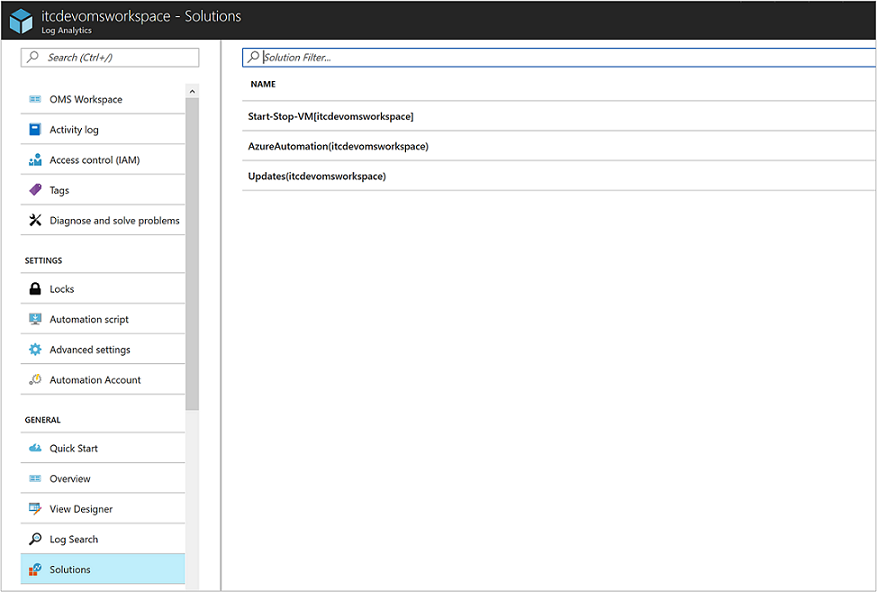 itcdevomsworkspace - Solutions
Log Analytics
Search (Ctrl+/)
OMS Workspace
Activity log
Access control (IAM)
Tags
Diagnose and solve problems
SETTINGS
Locks
Automation script
Advanced settings
Automation Account
GENERAL
Quick Start
Overview
View Designer
Log Search
Solutions
Solution Filter...
NAME
Start-Stop-VM[itcdevomsworkspace]
AzureAutomation(itcdevomsworkspace)
Updates(itcdevomsworkspace)